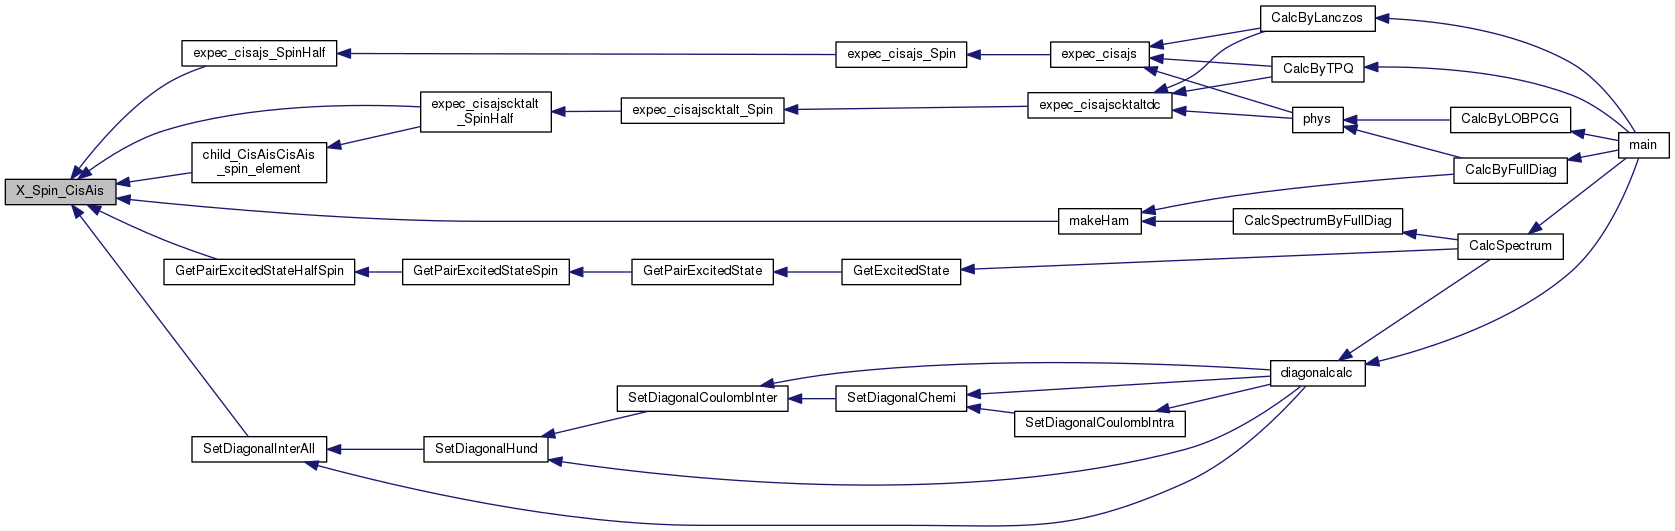 CalcByLanczos
expec_cisajs_SpinHalf
expec_cisajs_Spin
expec_cisajs
CalcByTPQ
expec_cisajscktalt
_SpinHalf
expec_cisajscktalt_Spin
expec_cisajscktaltdc
phys
CalcByLOBPCG
main
child_CisAisCisAis
_spin_element
CalcByFullDiag
X_Spin_CisAis
makeHam
CalcSpectrumByFullDiag
CalcSpectrum
GetPairExcitedStateHalfSpin
GetPairExcitedStateSpin
GetPairExcitedState
GetExcitedState
diagonalcalc
SetDiagonalCoulombInter
SetDiagonalChemi
SetDiagonalCoulombIntra
SetDiagonalInterAll
SetDiagonalHund